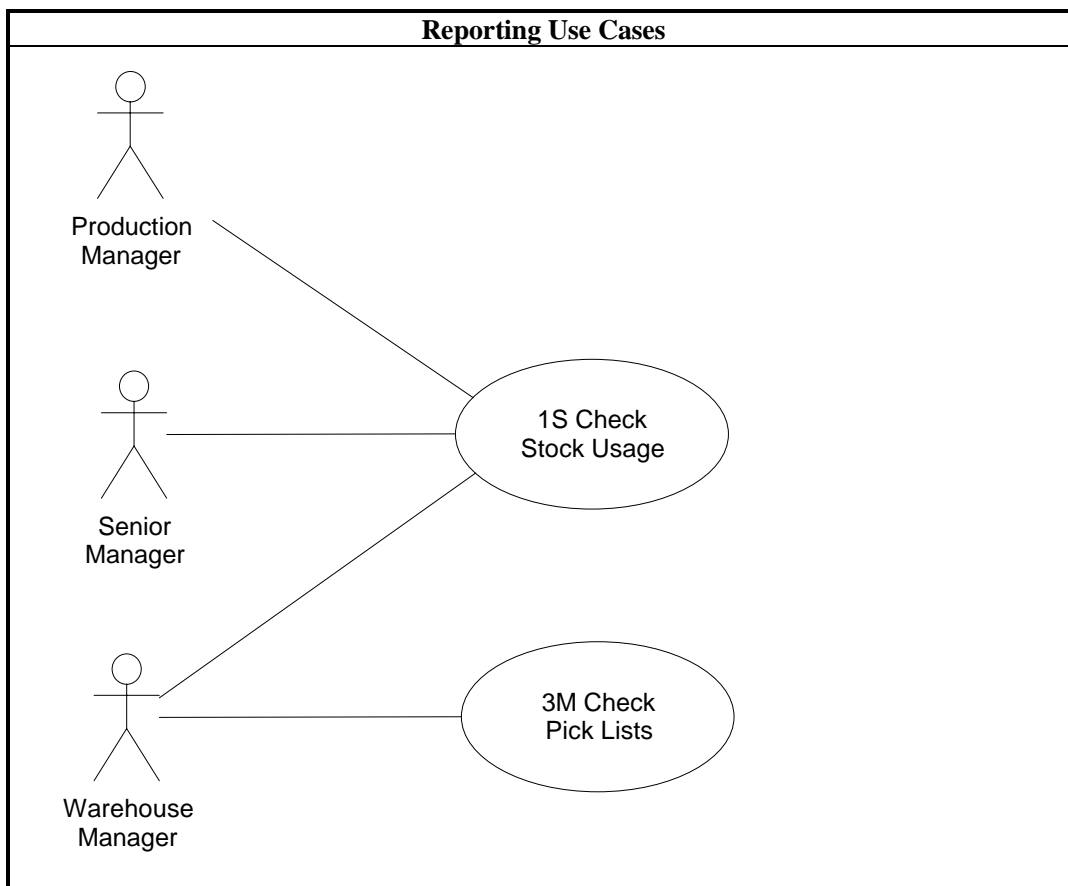 Reporting Use Cases
Production
Manager
1S Check
Stock Usage
Senior
Manager
3M Check
Pick Lists
Warehouse
Manager